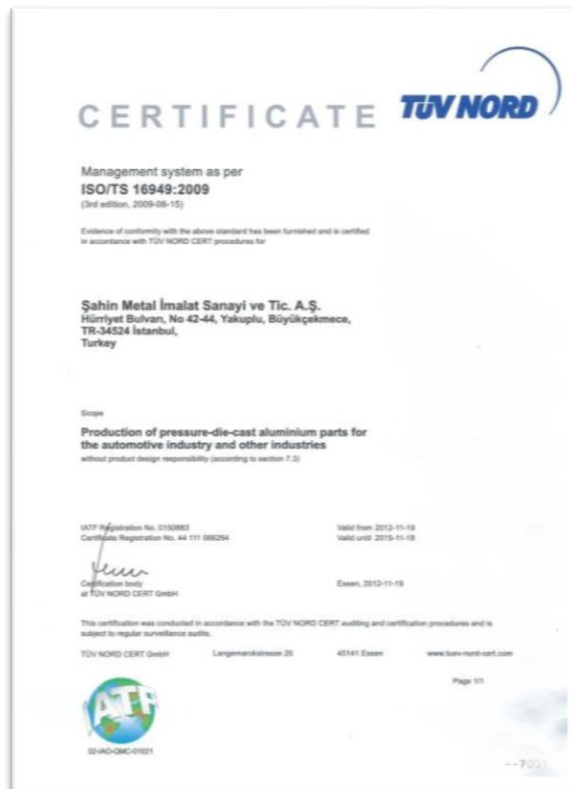 TÜV NORD
CERTIFICATE
Management system as per
ISO/TS 16949:2009
(3rd edition, 2009-06-15)
Evidence of conformity with the above standard has been furnished and is certified
in accordance with TÜV NORD CERT procedures for
Şahin Metal İmalat Sanayi ve Tic. A.Ş.
Hürriyet Bulvarı, No 42-44, Yakuplu, Büyükçekmece,
TR-34524 İstanbul,
Turkey
Scope
Production of pressure-die-cast aluminium parts for
the automotive industry and other industries
without product design responsibility (according to section 7.3)
IATF Registration No. 0150883
Certificate Registration No. 44 111 088294
Valid from 2012-11-19
Valid until 2015-11-18
Certification body
at TÜV NORD CERT GmbH
Essen, 2012-11-19
This certification was conducted in accordance with the TÜV NORD CERT auditing and certification procedures and is
subject to regular surveillance audits.
TÜV NORD CERT GmbH Langemarckstrasse 20 45141 Essen www.tuev-nord-cert.com
Page 1/1
IATF
02-IAO-QMC-01021